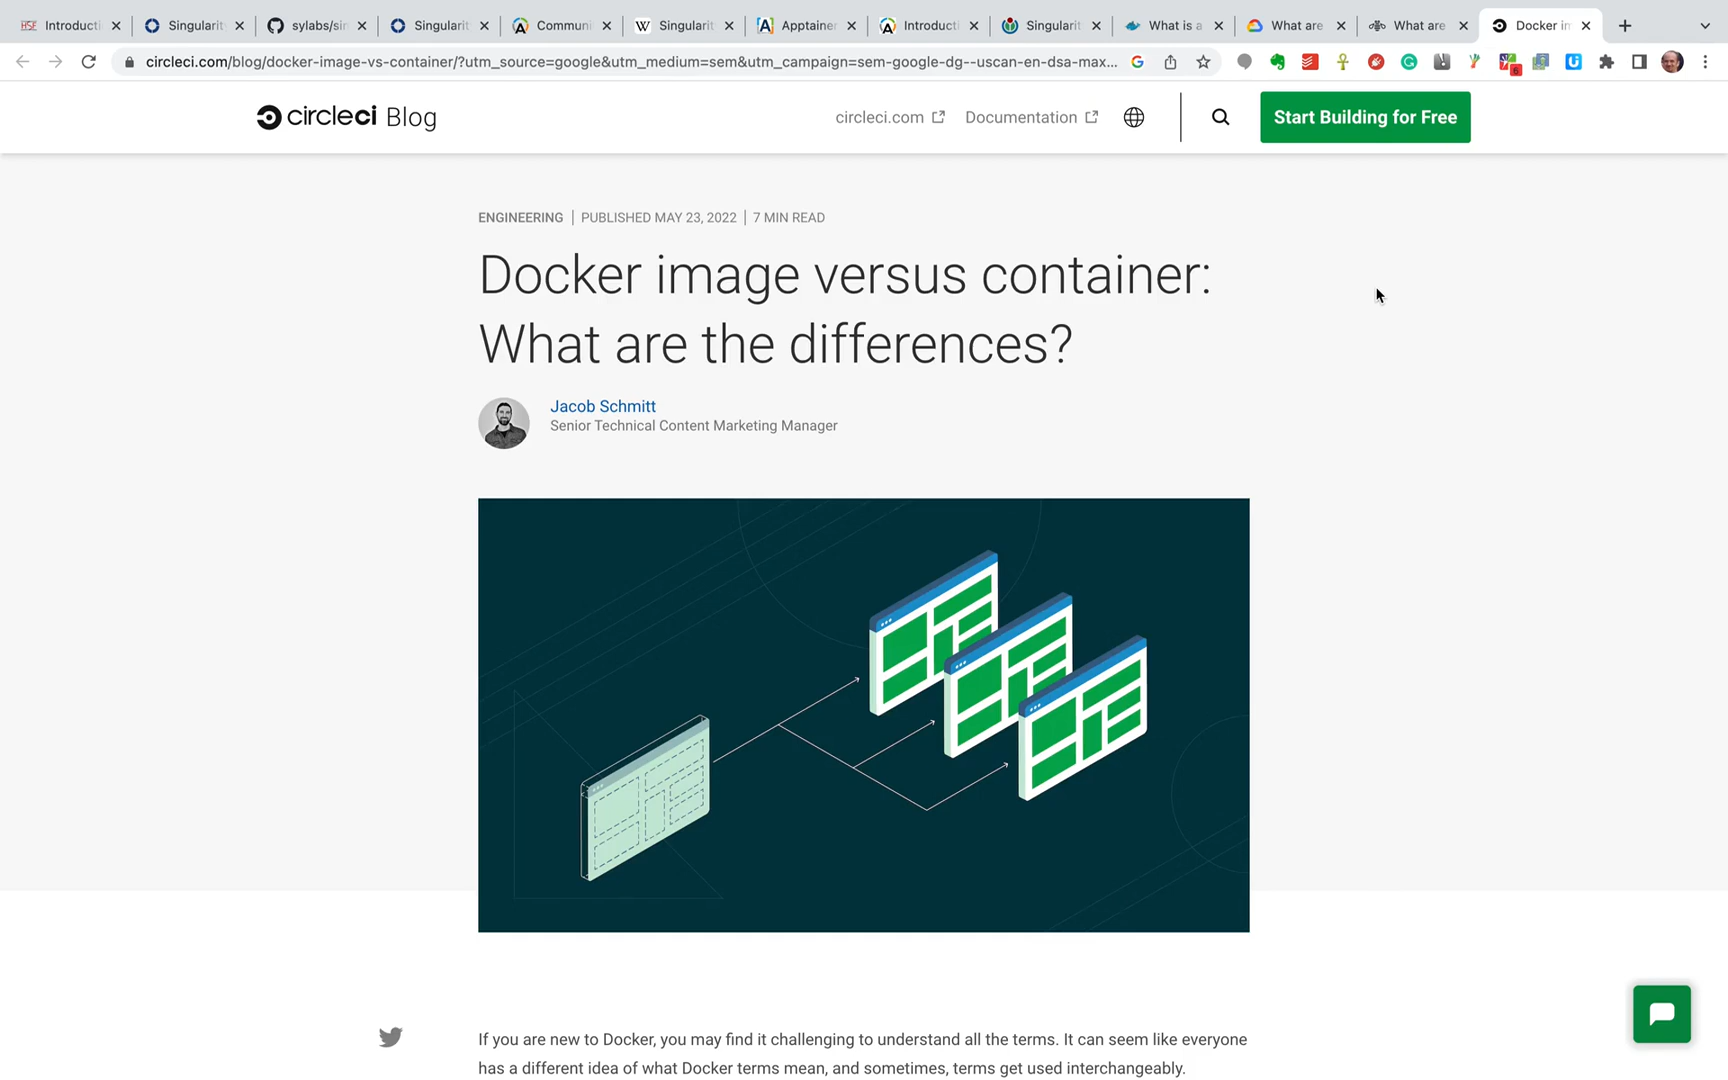 Introducti
Singularity
sylabs/sin
Singularit
Communi
Singularit
Apptainer
Introducti
Singularit
What is a
What are
What are
Docker im
circleci.com/blog/docker-image-vs-container/?utm_source=google&utm_medium=sem&utm_campaign=sem-google-dg--uscan-en-dsa-max...
circleci Blog
circleci.com
Documentation
Start Building for Free
ENGINEERING | PUBLISHED MAY 23, 2022 | 7 MIN READ
Docker image versus container:
What are the differences?
Jacob Schmitt
Senior Technical Content Marketing Manager
If you are new to Docker, you may find it challenging to understand all the terms. It can seem like everyone
has a different idea of what Docker terms mean, and sometimes, terms get used interchangeably.